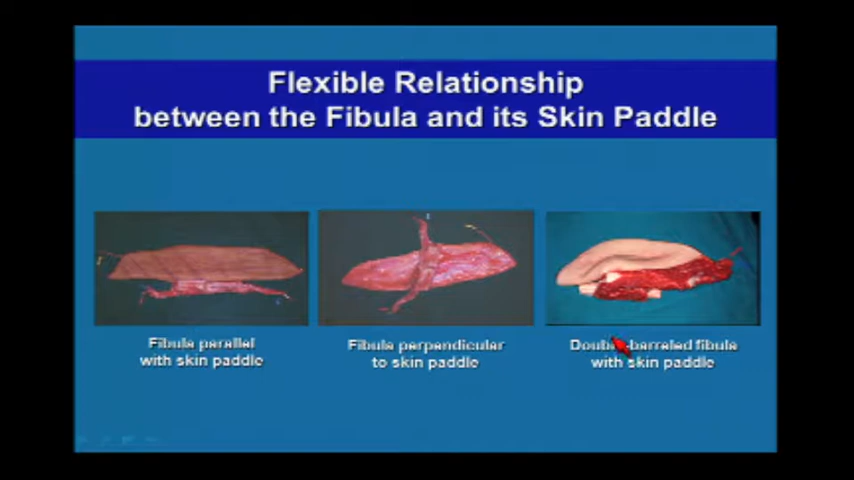 Flexible Relationship
between the Fibula and its Skin Paddle
Fibula parallel
with skin paddle
Fibula perpendicular
to skin paddle
Double-barreled fibula
with skin paddle